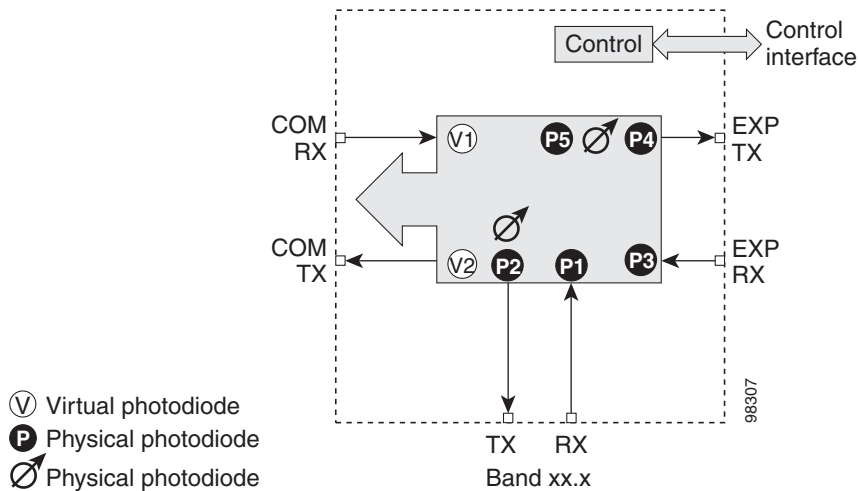 Control
Control
interface
COM
RX
V1
P5
P4
EXP
TX
COM
TX
V2
P2
P1
P3
EXP
RX
98307
V Virtual photodiode
P Physical photodiode
Physical photodiode
TX
RX
Band xx.x